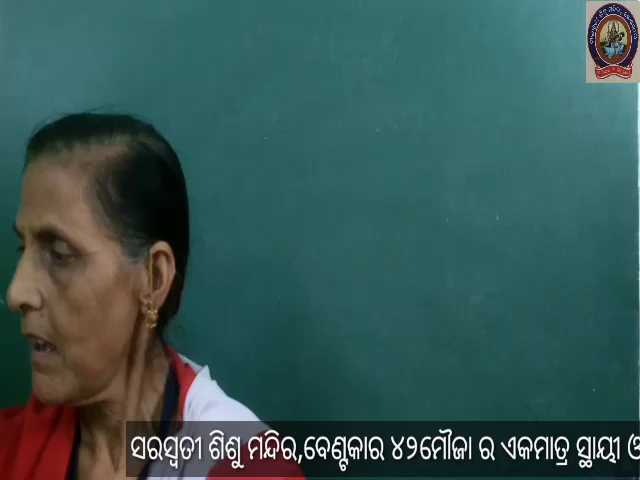 ସରସ୍ୱତୀ ଶିଶୁ ମନ୍ଦିର,ବେଣ୍ଟକାର ୪୨ମୌଜା ର ଏକମାତ୍ର ସ୍ଥାୟୀ ଓ